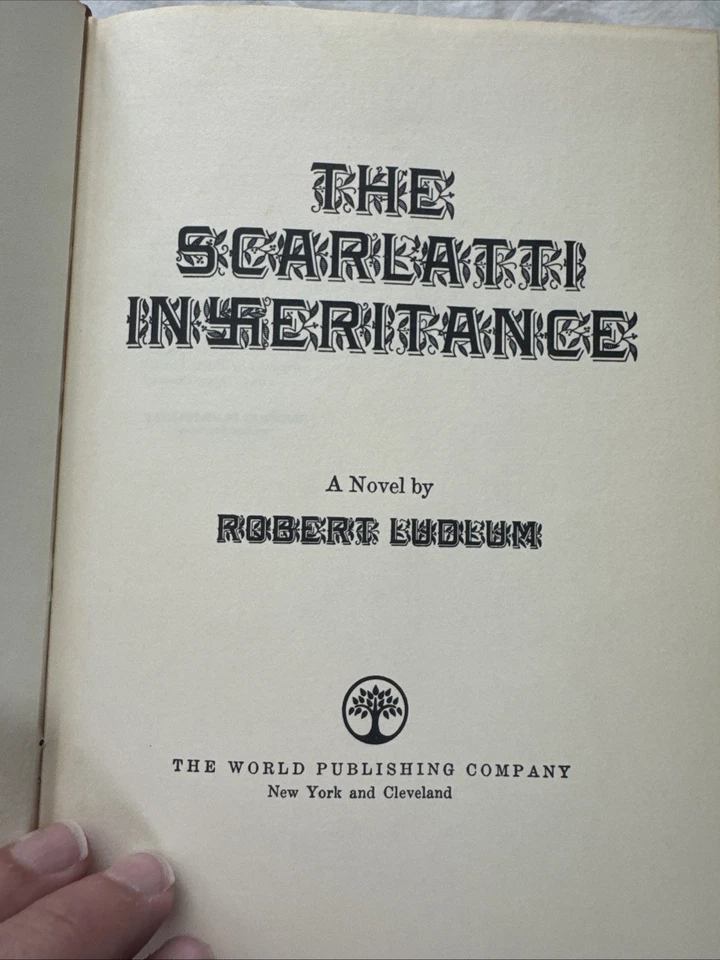 THE
SCARLATTI
INHERITANCE
A Novel by
ROBERT LUDLUM
THE WORLD PUBLISHING COMPANY
New York and Cleveland